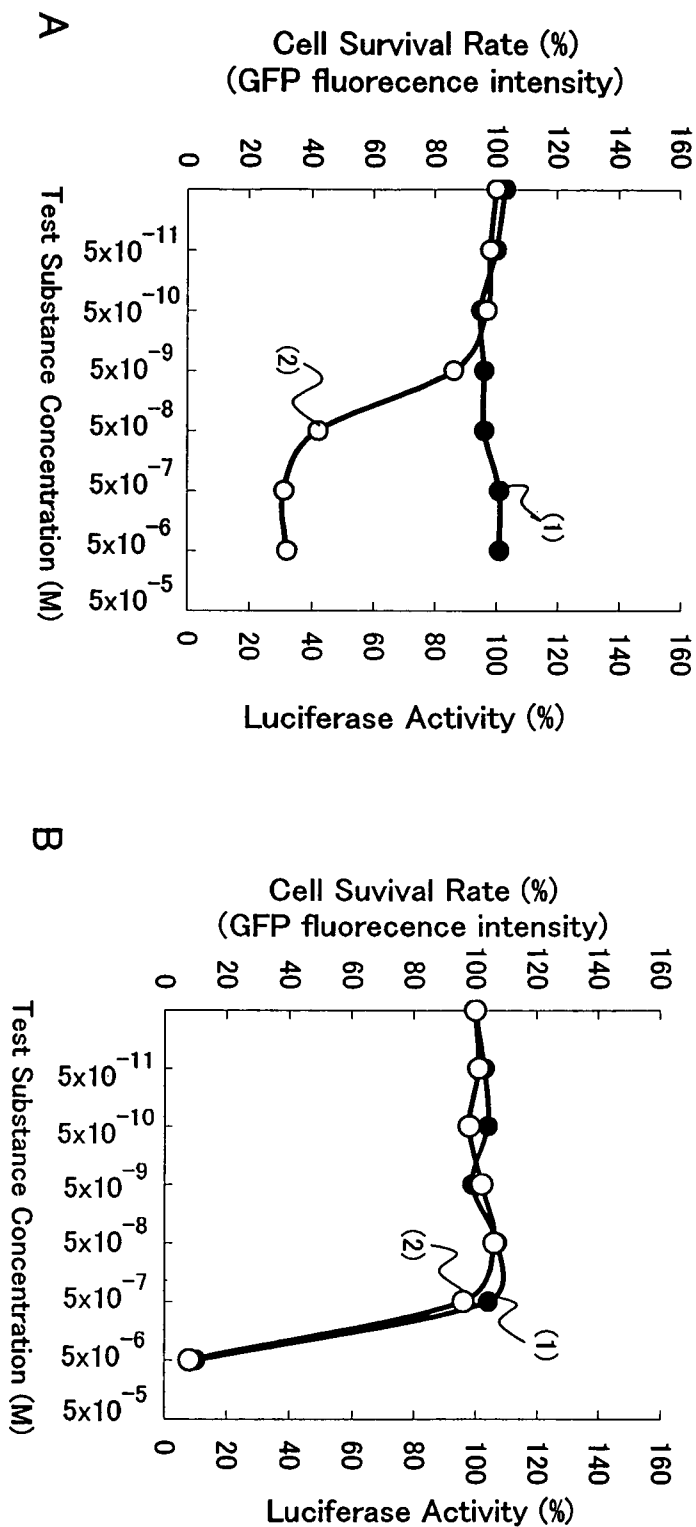 A
Cell Survival Rate (%)
(GFP fluorecence intensity)
160
140
120
100
80
60
40
20
0
160
140
120
100
80
60
40
20
0
Luciferase Activity (%)
(1)
(2)
5x10⁻¹¹
5x10⁻¹⁰
5x10⁻⁹
5x10⁻⁸
5x10⁻⁷
5x10⁻⁶
5x10⁻⁵
Test Substance Concentration (M)
B
Cell Suvival Rate (%)
(GFP fluorecence intensity)
160
140
120
100
80
60
40
20
0
160
140
120
100
80
60
40
20
0
Luciferase Activity (%)
(1)
(2)
5x10⁻¹¹
5x10⁻¹⁰
5x10⁻⁹
5x10⁻⁸
5x10⁻⁷
5x10⁻⁶
5x10⁻⁵
Test Substance Concentration (M)